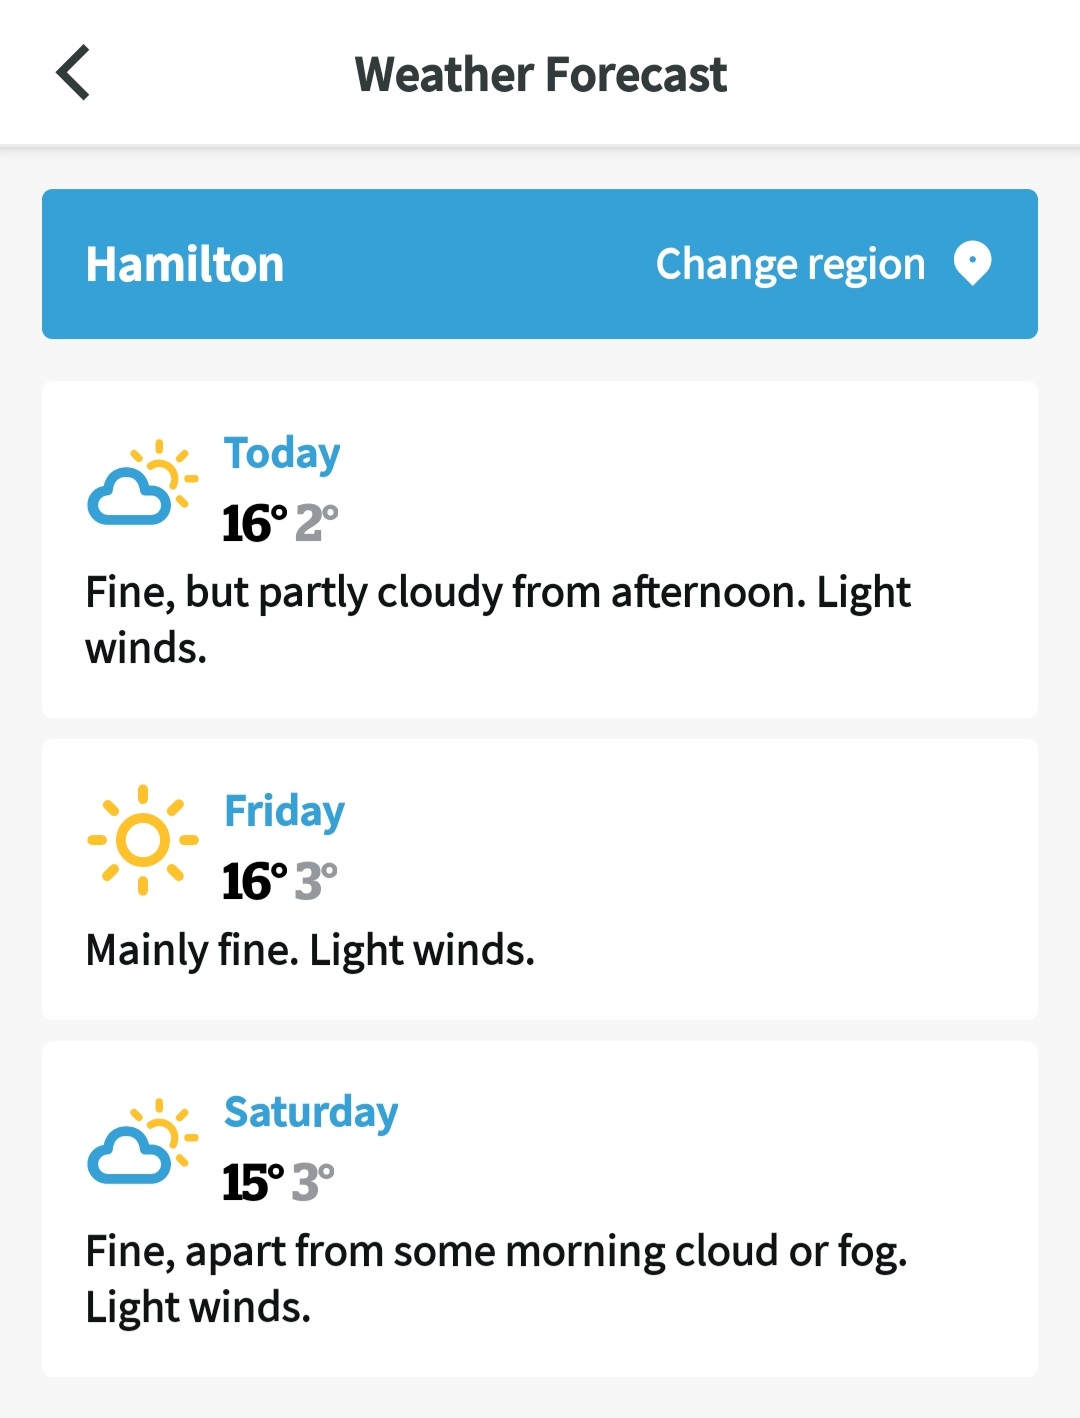 Weather Forecast
Hamilton
Change region
Today
16° 2°
Fine, but partly cloudy from afternoon. Light
winds.
Friday
16° 3°
Mainly fine. Light winds.
Saturday
15° 3°
Fine, apart from some morning cloud or fog.
Light winds.